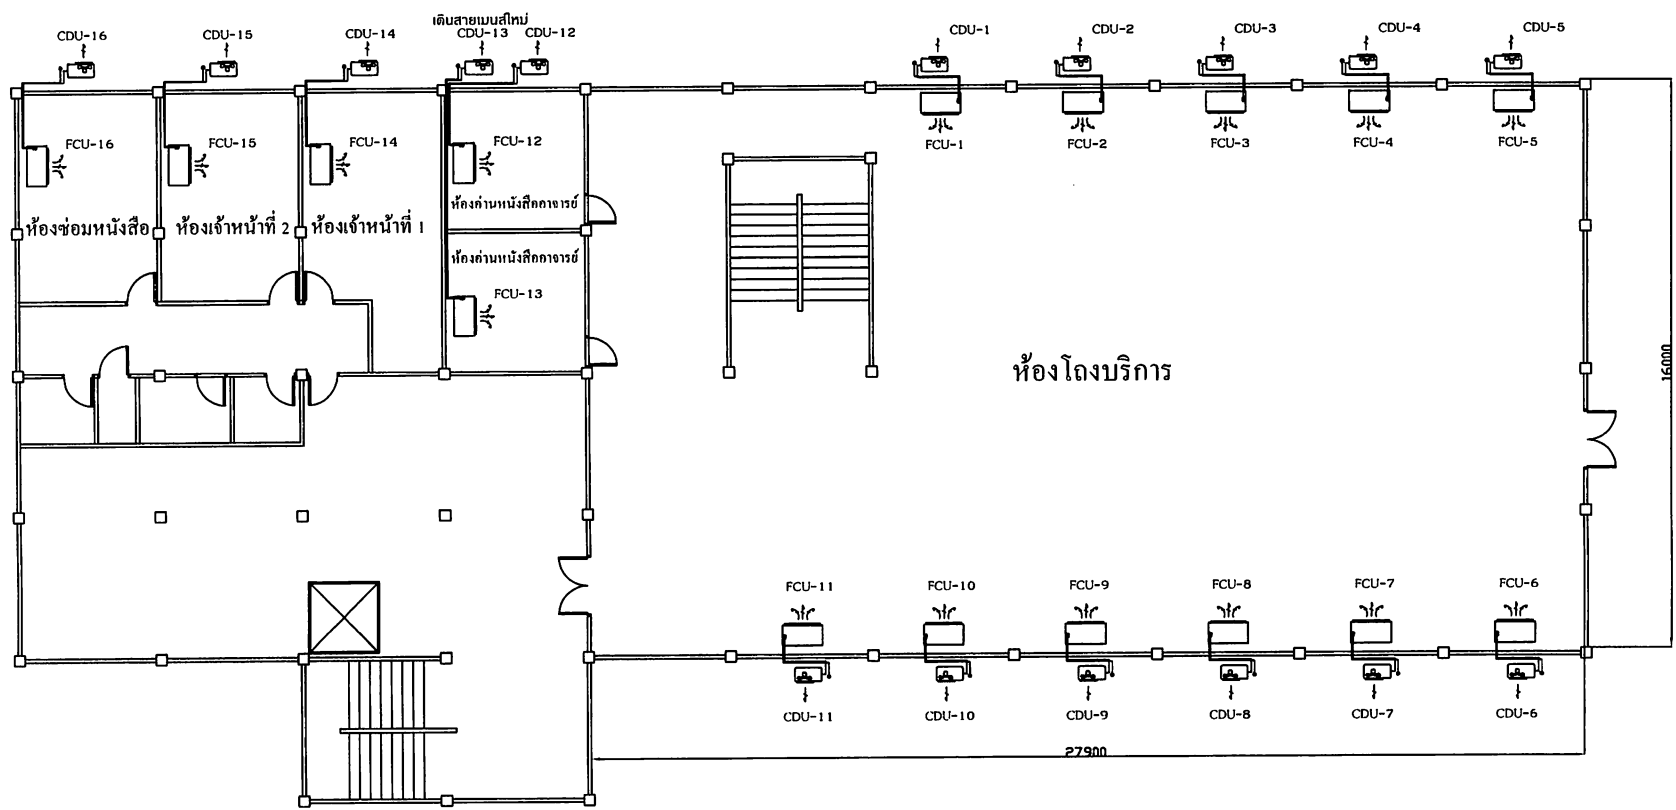 เดินสายเมนส์ใหม่
CDU-16
CDU-15
CDU-14
CDU-13
CDU-12
CDU-1
CDU-2
CDU-3
CDU-4
CDU-5
FCU-16
FCU-15
FCU-14
FCU-12
FCU-1
FCU-2
FCU-3
FCU-4
FCU-5
ห้องอ่านหนังสืออาจารย์
ห้องซ่อมหนังสือ
ห้องเจ้าหน้าที่ 2
ห้องเจ้าหน้าที่ 1
ห้องอ่านหนังสืออาจารย์
FCU-13
ห้องโถงบริการ
16000
FCU-11
FCU-10
FCU-9
FCU-8
FCU-7
FCU-6
CDU-11
CDU-10
CDU-9
CDU-8
CDU-7
CDU-6
27900